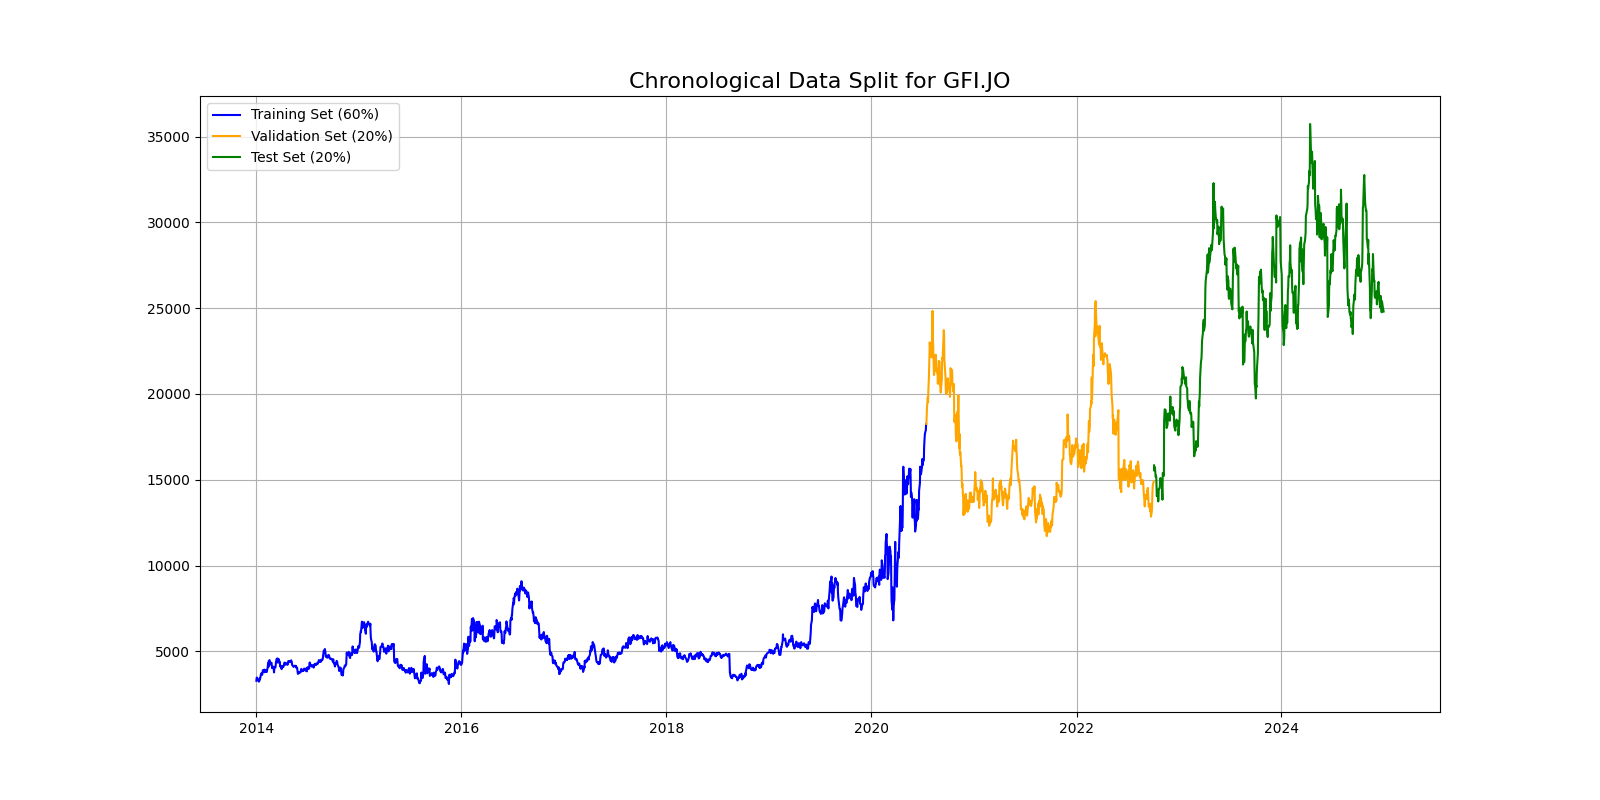 Chronological Data Split for GFI.JO
Training Set (60%)
Validation Set (20%)
Test Set (20%)
35000
30000
25000
20000
15000
10000
5000
2014 2016 2018 2020 2022 2024